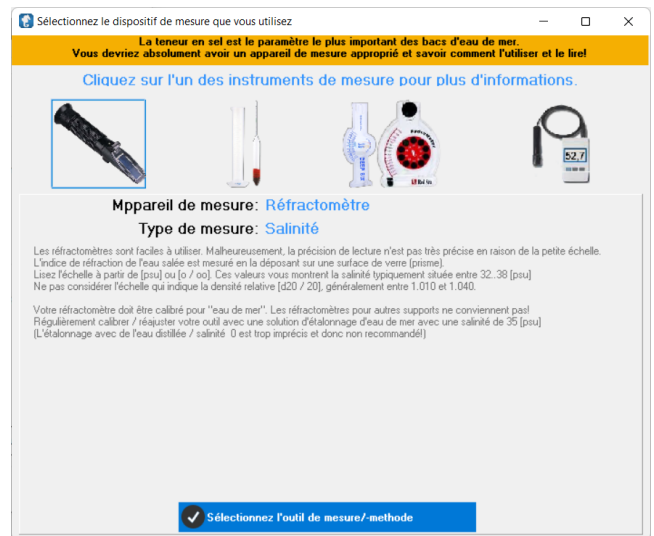 Sélectionnez le dispositif de mesure que vous utilisez
La teneur en sel est le paramètre le plus important des bacs d'eau de mer.
Vous devriez absolument avoir un appareil de mesure approprié et savoir comment l'utiliser et le lire!
Cliquez sur l'un des instruments de mesure pour plus d'informations.
52,7
Mppareil de mesure: Réfractomètre
Type de mesure: Salinité
Les réfractomètres sont faciles à utiliser. Malheureusement, la précision de lecture n'est pas très précise en raison de la petite échelle.
L'indice de réfraction de l'eau salée est mesuré en la déposant sur une surface de verre [prisme].
Lisez l'échelle à partir de [psu] ou [o / oo]. Ces valeurs vous montrent la salinité typiquement située entre 32..38 [psu]
Ne pas considérer l'échelle qui indique la densité relative [d20 / 20], généralement entre 1.010 et 1.040.
Votre réfractomètre doit être calibré pour "eau de mer". Les réfractomètres pour autres supports ne conviennent pas!
Régulièrement calibrer / réajuster votre outil avec une solution d'étalonnage d'eau de mer avec une salinité de 35 [psu]
(L'étalonnage avec de l'eau distillée / salinité 0 est trop imprécis et donc non recommandé!)
Sélectionnez l'outil de mesure/-methode